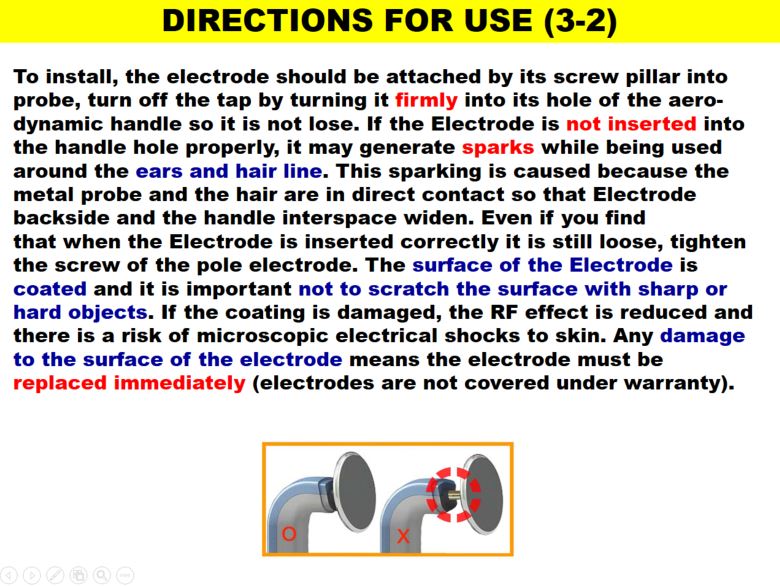 DIRECTIONS FOR USE (3-2)
To install, the electrode should be attached by its screw pillar into
probe, turn off the tap by turning it firmly into its hole of the aero-
dynamic handle so it is not lose. If the Electrode is not inserted into
the handle hole properly, it may generate sparks while being used
around the ears and hair line. This sparking is caused because the
metal probe and the hair are in direct contact so that Electrode
backside and the handle interspace widen. Even if you find
that when the Electrode is inserted correctly it is still loose, tighten
the screw of the pole electrode. The surface of the Electrode is
coated and it is important not to scratch the surface with sharp or
hard objects. If the coating is damaged, the RF effect is reduced and
there is a risk of microscopic electrical shocks to skin. Any damage
to the surface of the electrode means the electrode must be
replaced immediately (electrodes are not covered under warranty).
O
X